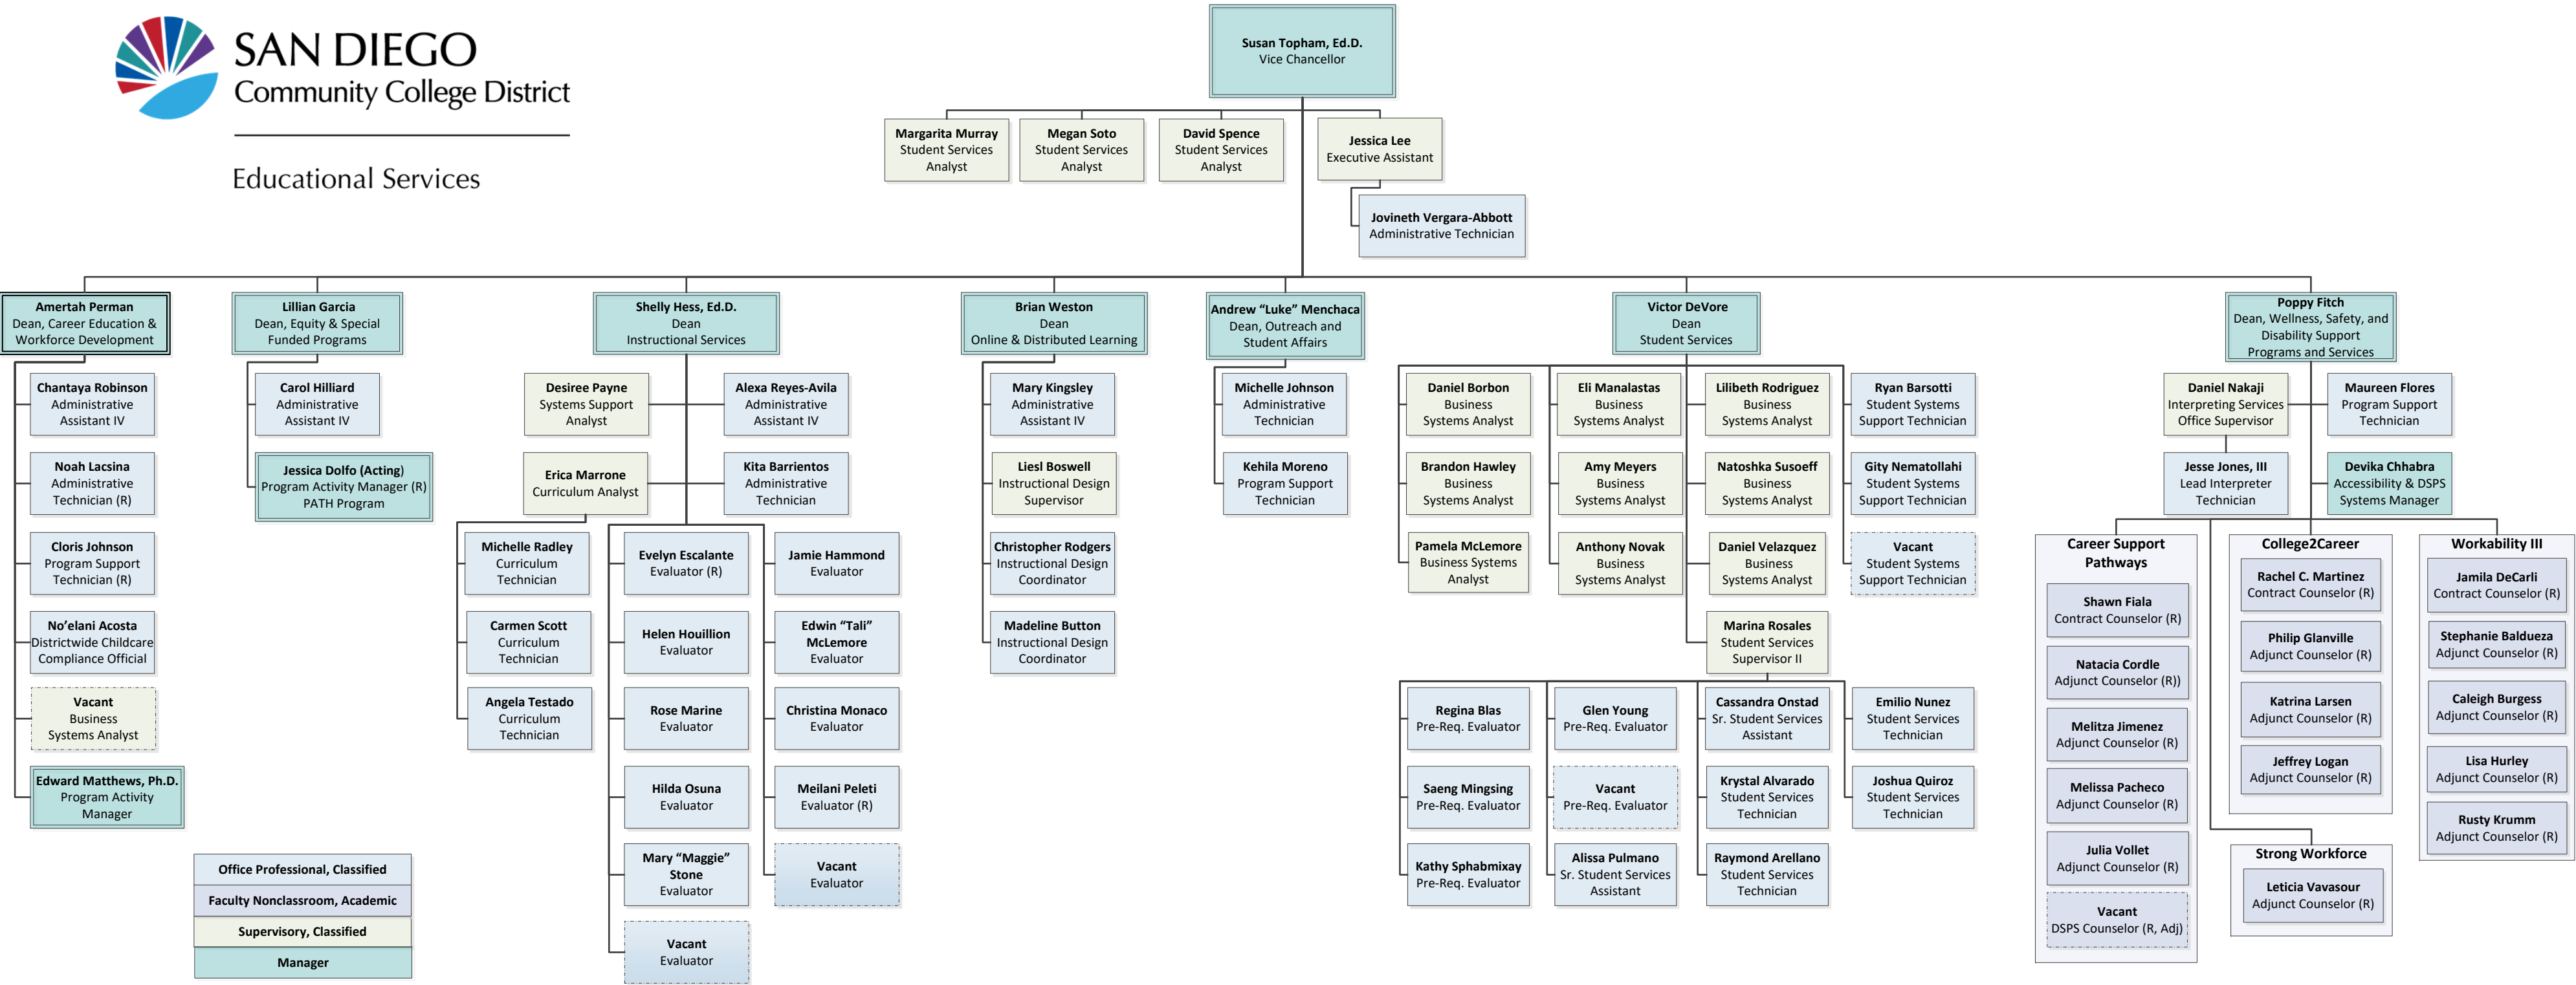 SAN DIEGO
Community College District
Educational Services
Susan Topham, Ed.D.
Vice Chancellor
Margarita Murray
Student Services
Analyst
Megan Soto
Student Services
Analyst
David Spence
Student Services
Analyst
Jessica Lee
Executive Assistant
Jovineth Vergara-Abbott
Administrative Technician
Amertah Perman
Dean, Career Education &
Workforce Development
Chantaya Robinson
Administrative
Assistant IV
Noah Lacsina
Administrative
Technician (R)
Cloris Johnson
Program Support
Technician (R)
No’elani Acosta
Districtwide Childcare
Compliance Official
Vacant
Business
Systems Analyst
Edward Matthews, Ph.D.
Program Activity
Manager
Lillian Garcia
Dean, Equity & Special
Funded Programs
Carol Hilliard
Administrative
Assistant IV
Jessica Dolfo (Acting)
Program Activity Manager (R)
PATH Program
Shelly Hess, Ed.D.
Dean
Instructional Services
Desiree Payne
Systems Support
Analyst
Alexa Reyes-Avila
Administrative
Assistant IV
Erica Marrone
Curriculum Analyst
Kita Barrientos
Administrative
Technician
Michelle Radley
Curriculum
Technician
Carmen Scott
Curriculum
Technician
Angela Testado
Curriculum
Technician
Evelyn Escalante
Evaluator (R)
Helen Houillion
Evaluator
Rose Marine
Evaluator
Hilda Osuna
Evaluator
Mary “Maggie”
Stone
Evaluator
Vacant
Evaluator
Jamie Hammond
Evaluator
Edwin “Tali”
McLemore
Evaluator
Christina Monaco
Evaluator
Meilani Peleti
Evaluator (R)
Vacant
Evaluator
Brian Weston
Dean
Online & Distributed Learning
Mary Kingsley
Administrative
Assistant IV
Liesl Boswell
Instructional Design
Supervisor
Christopher Rodgers
Instructional Design
Coordinator
Madeline Button
Instructional Design
Coordinator
Andrew “Luke” Menchaca
Dean, Outreach and
Student Affairs
Michelle Johnson
Administrative
Technician
Kehila Moreno
Program Support
Technician
Victor DeVore
Dean
Student Services
Daniel Borbon
Business
Systems Analyst
Brandon Hawley
Business
Systems Analyst
Pamela McLemore
Business Systems
Analyst
Eli Manalastas
Business
Systems Analyst
Amy Meyers
Business
Systems Analyst
Anthony Novak
Business
Systems Analyst
Lilibeth Rodriguez
Business
Systems Analyst
Natoshka Susoeff
Business
Systems Analyst
Daniel Velazquez
Business
Systems Analyst
Marina Rosales
Student Services
Supervisor II
Ryan Barsotti
Student Systems
Support Technician
Gity Nematollahi
Student Systems
Support Technician
Vacant
Student Systems
Support Technician
Regina Blas
Pre-Req. Evaluator
Saeng Mingsing
Pre-Req. Evaluator
Kathy Sphabmixay
Pre-Req. Evaluator
Glen Young
Pre-Req. Evaluator
Vacant
Pre-Req. Evaluator
Alissa Pulmano
Sr. Student Services
Assistant
Cassandra Onstad
Sr. Student Services
Assistant
Krystal Alvarado
Student Services
Technician
Raymond Arellano
Student Services
Technician
Emilio Nunez
Student Services
Technician
Joshua Quiroz
Student Services
Technician
Poppy Fitch
Dean, Wellness, Safety, and
Disability Support
Programs and Services
Daniel Nakaji
Interpreting Services
Office Supervisor
Maureen Flores
Program Support
Technician
Jesse Jones, III
Lead Interpreter
Technician
Devika Chhabra
Accessibility & DSPS
Systems Manager
Career Support
Pathways
Shawn Fiala
Contract Counselor (R)
Natacia Cordle
Adjunct Counselor (R))
Melitza Jimenez
Adjunct Counselor (R)
Melissa Pacheco
Adjunct Counselor (R)
Julia Vollet
Adjunct Counselor (R)
Vacant
DSPS Counselor (R, Adj)
College2Career
Rachel C. Martinez
Contract Counselor (R)
Philip Glanville
Adjunct Counselor (R)
Katrina Larsen
Adjunct Counselor (R)
Jeffrey Logan
Adjunct Counselor (R)
Strong Workforce
Leticia Vavasour
Adjunct Counselor (R)
Workability III
Jamila DeCarli
Contract Counselor (R)
Stephanie Baldueza
Adjunct Counselor (R)
Caleigh Burgess
Adjunct Counselor (R)
Lisa Hurley
Adjunct Counselor (R)
Rusty Krumm
Adjunct Counselor (R)
Office Professional, Classified
Faculty Nonclassroom, Academic
Supervisory, Classified
Manager